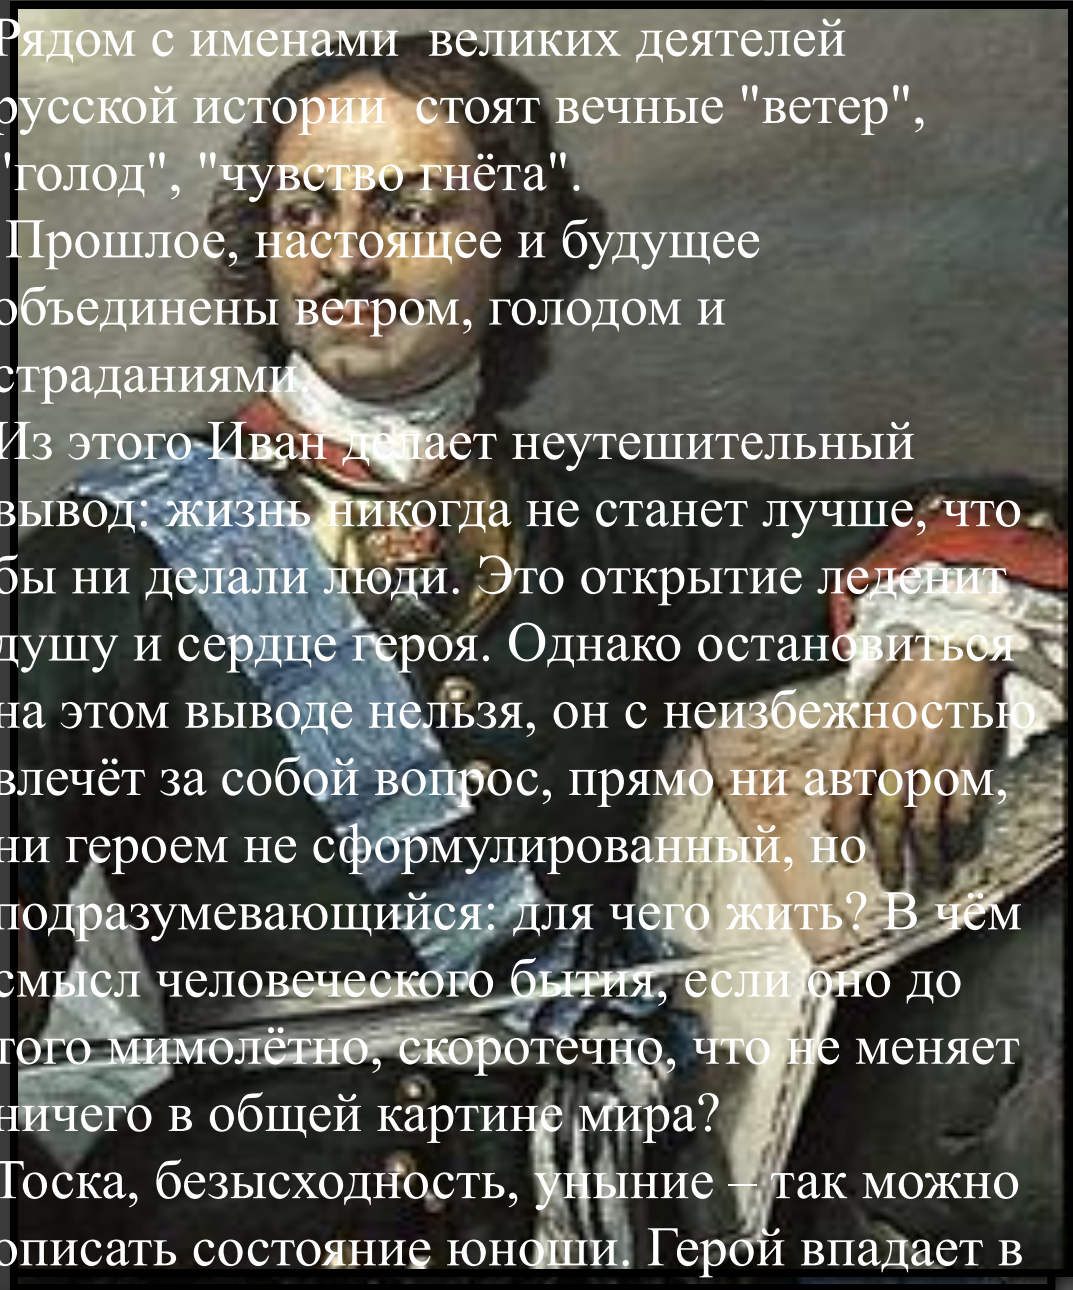 Рядом с именами великих деятелей
русской истории стоят вечные "ветер",
"голод", "чувство гнёта".
Прошлое, настоящее и будущее
объединены ветром, голодом и
страданиями.
Из этого Иван делает неутешительный
вывод: жизнь никогда не станет лучше, что
бы ни делали люди. Это открытие леденит
душу и сердце героя. Однако остановиться
на этом выводе нельзя, он с неизбежностью
влечёт за собой вопрос, прямо ни автором,
ни героем не сформулированный, но
подразумевающийся: для чего жить? В чём
смысл человеческого бытия, если оно до
того мимолётно, скоротечно, что не меняет
ничего в общей картине мира?
Тоска, безысходность, уныние – так можно
описать состояние юноши. Герой впадает в